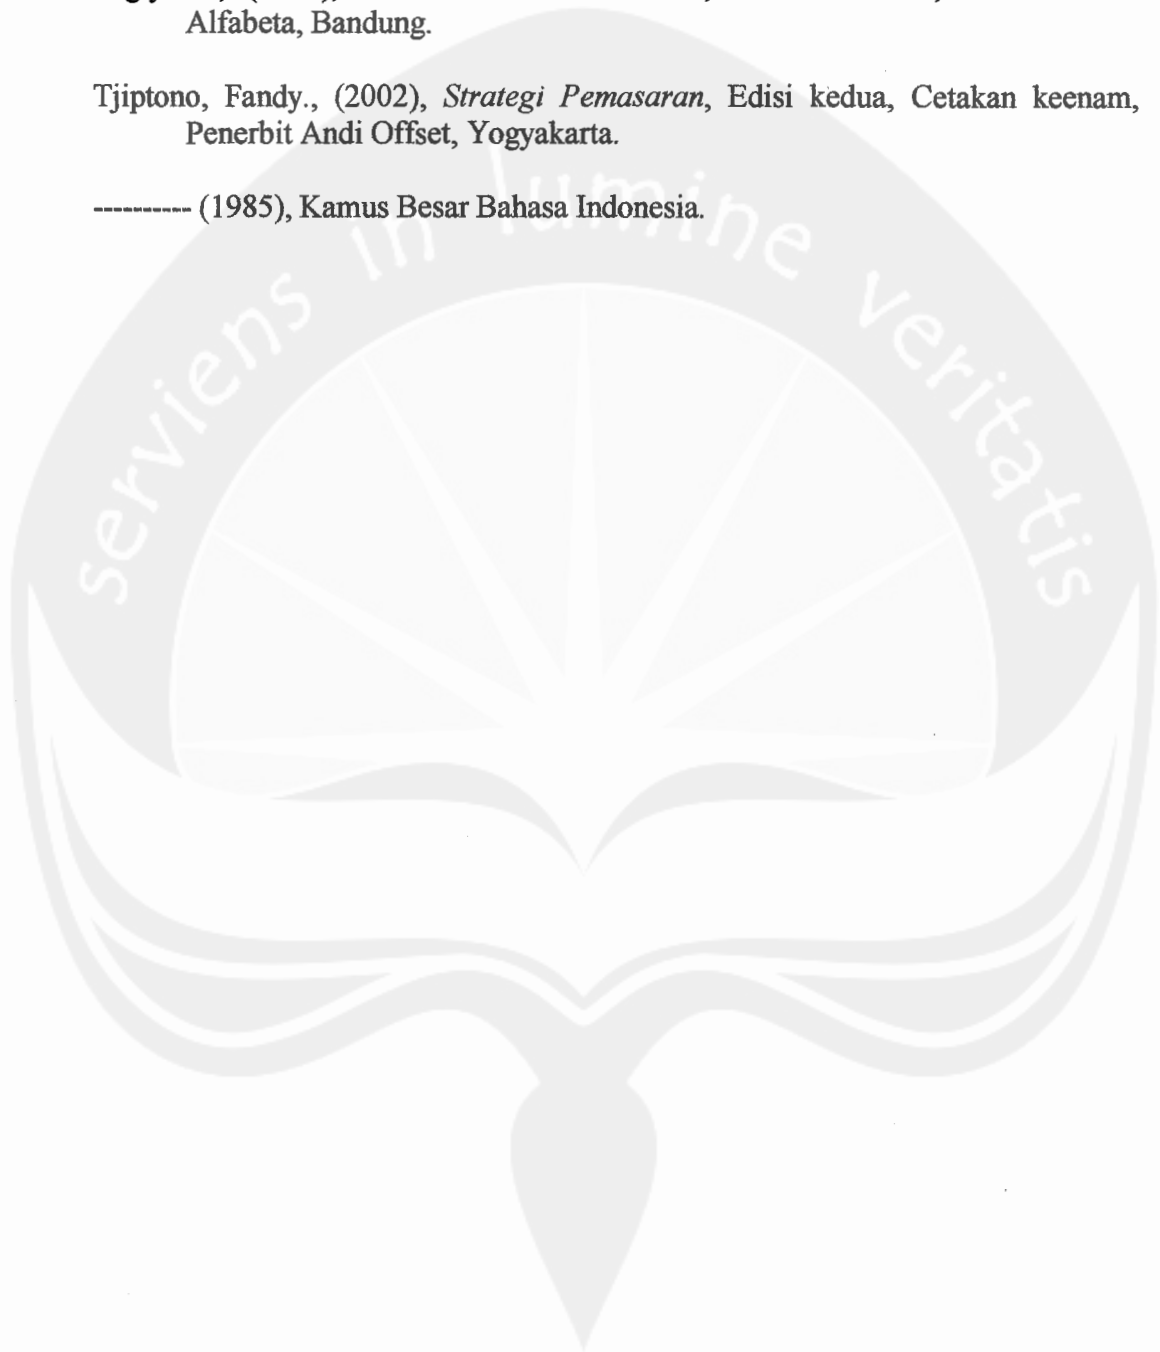 Alfabeta, Bandung.
Tjiptono, Fandy., (2002), Strategi Pemasaran, Edisi kedua, Cetakan keenam,
Penerbit Andi Offset, Yogyakarta.
---------- (1985), Kamus Besar Bahasa Indonesia.
serviens in lumine veritatis